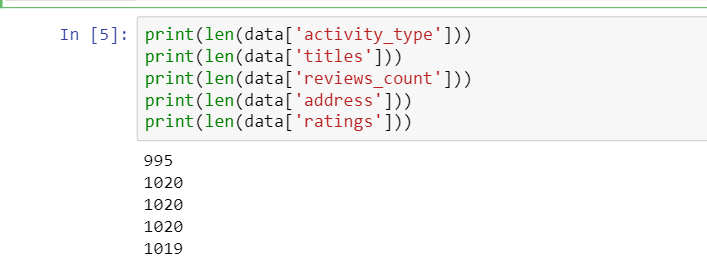 In [5]: print(len(data['activity_type']))
print(len(data['titles']))
print(len(data['reviews_count']))
print(len(data['address']))
print(len(data['ratings']))
995
1020
1020
1020
1019